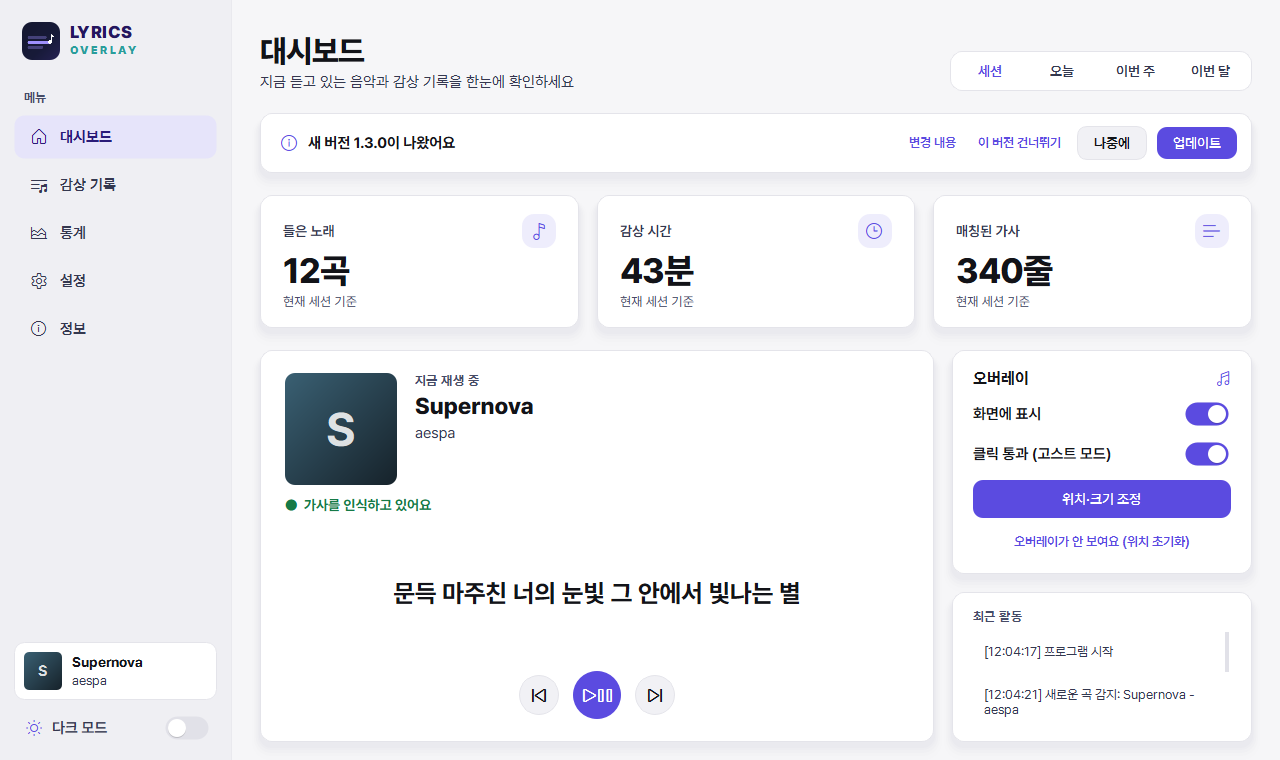 LYRICS
OVERLAY
메뉴
대시보드
감상 기록
통계
설정
정보
S
Supernova
aespa
다크 모드
대시보드
지금 듣고 있는 음악과 감상 기록을 한눈에 확인하세요
세션
오늘
이번 주
이번 달
새 버전 1.3.0이 나왔어요
변경 내용
이 버전 건너뛰기
나중에
업데이트
들은 노래
12곡
현재 세션 기준
감상 시간
43분
현재 세션 기준
매칭된 가사
340줄
현재 세션 기준
S
지금 재생 중
Supernova
aespa
가사를 인식하고 있어요
문득 마주친 너의 눈빛 그 안에서 빛나는 별
오버레이
화면에 표시
클릭 통과 (고스트 모드)
위치·크기 조정
오버레이가 안 보여요 (위치 초기화)
최근 활동
[12:04:17] 프로그램 시작
[12:04:21] 새로운 곡 감지: Supernova -
aespa